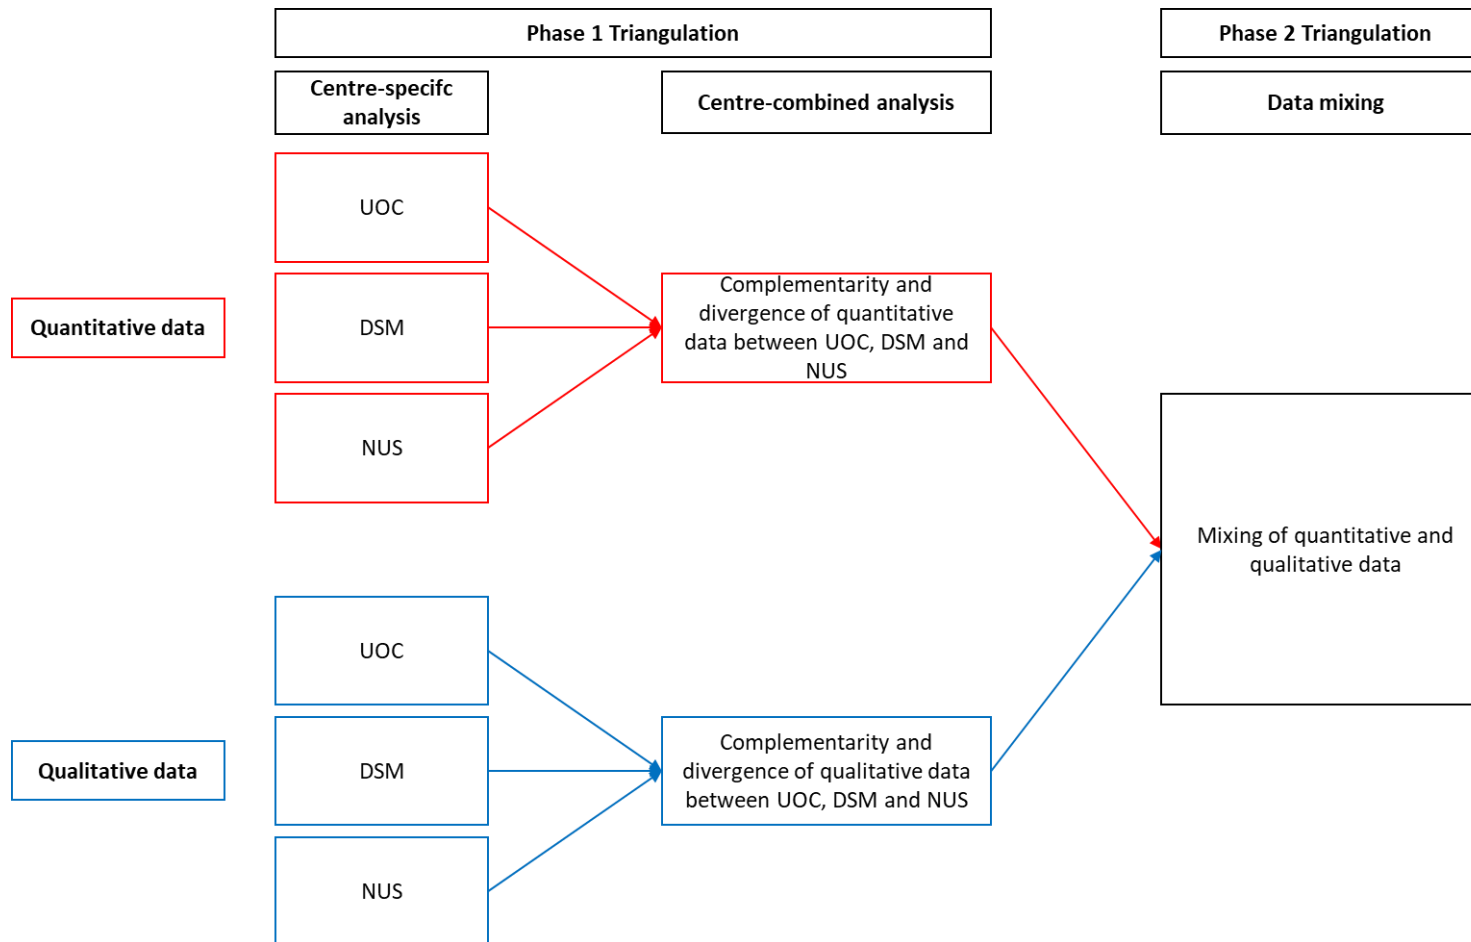 Phase 1 Triangulation
Phase 2 Triangulation
Centre-specifc
analysis
Centre-combined analysis
Data mixing
Quantitative data
UOC
DSM
NUS
Complementarity and
divergence of quantitative
data between UOC, DSM and
NUS
Mixing of quantitative and
qualitative data
Qualitative data
UOC
DSM
NUS
Complementarity and
divergence of qualitative data
between UOC, DSM and NUS